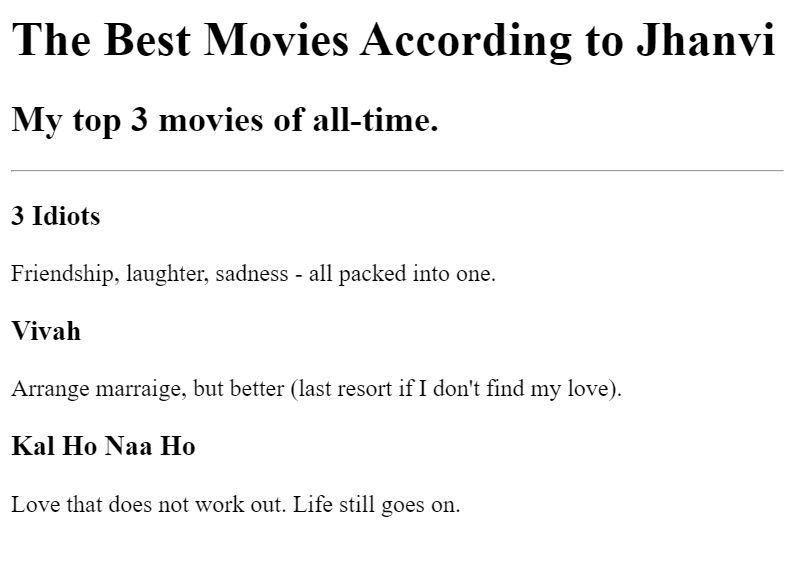 The Best Movies According to Jhanvi
My top 3 movies of all-time.
3 Idiots
Friendship, laughter, sadness - all packed into one.
Vivah
Arrange marraige, but better (last resort if I don't find my love).
Kal Ho Naa Ho
Love that does not work out. Life still goes on.